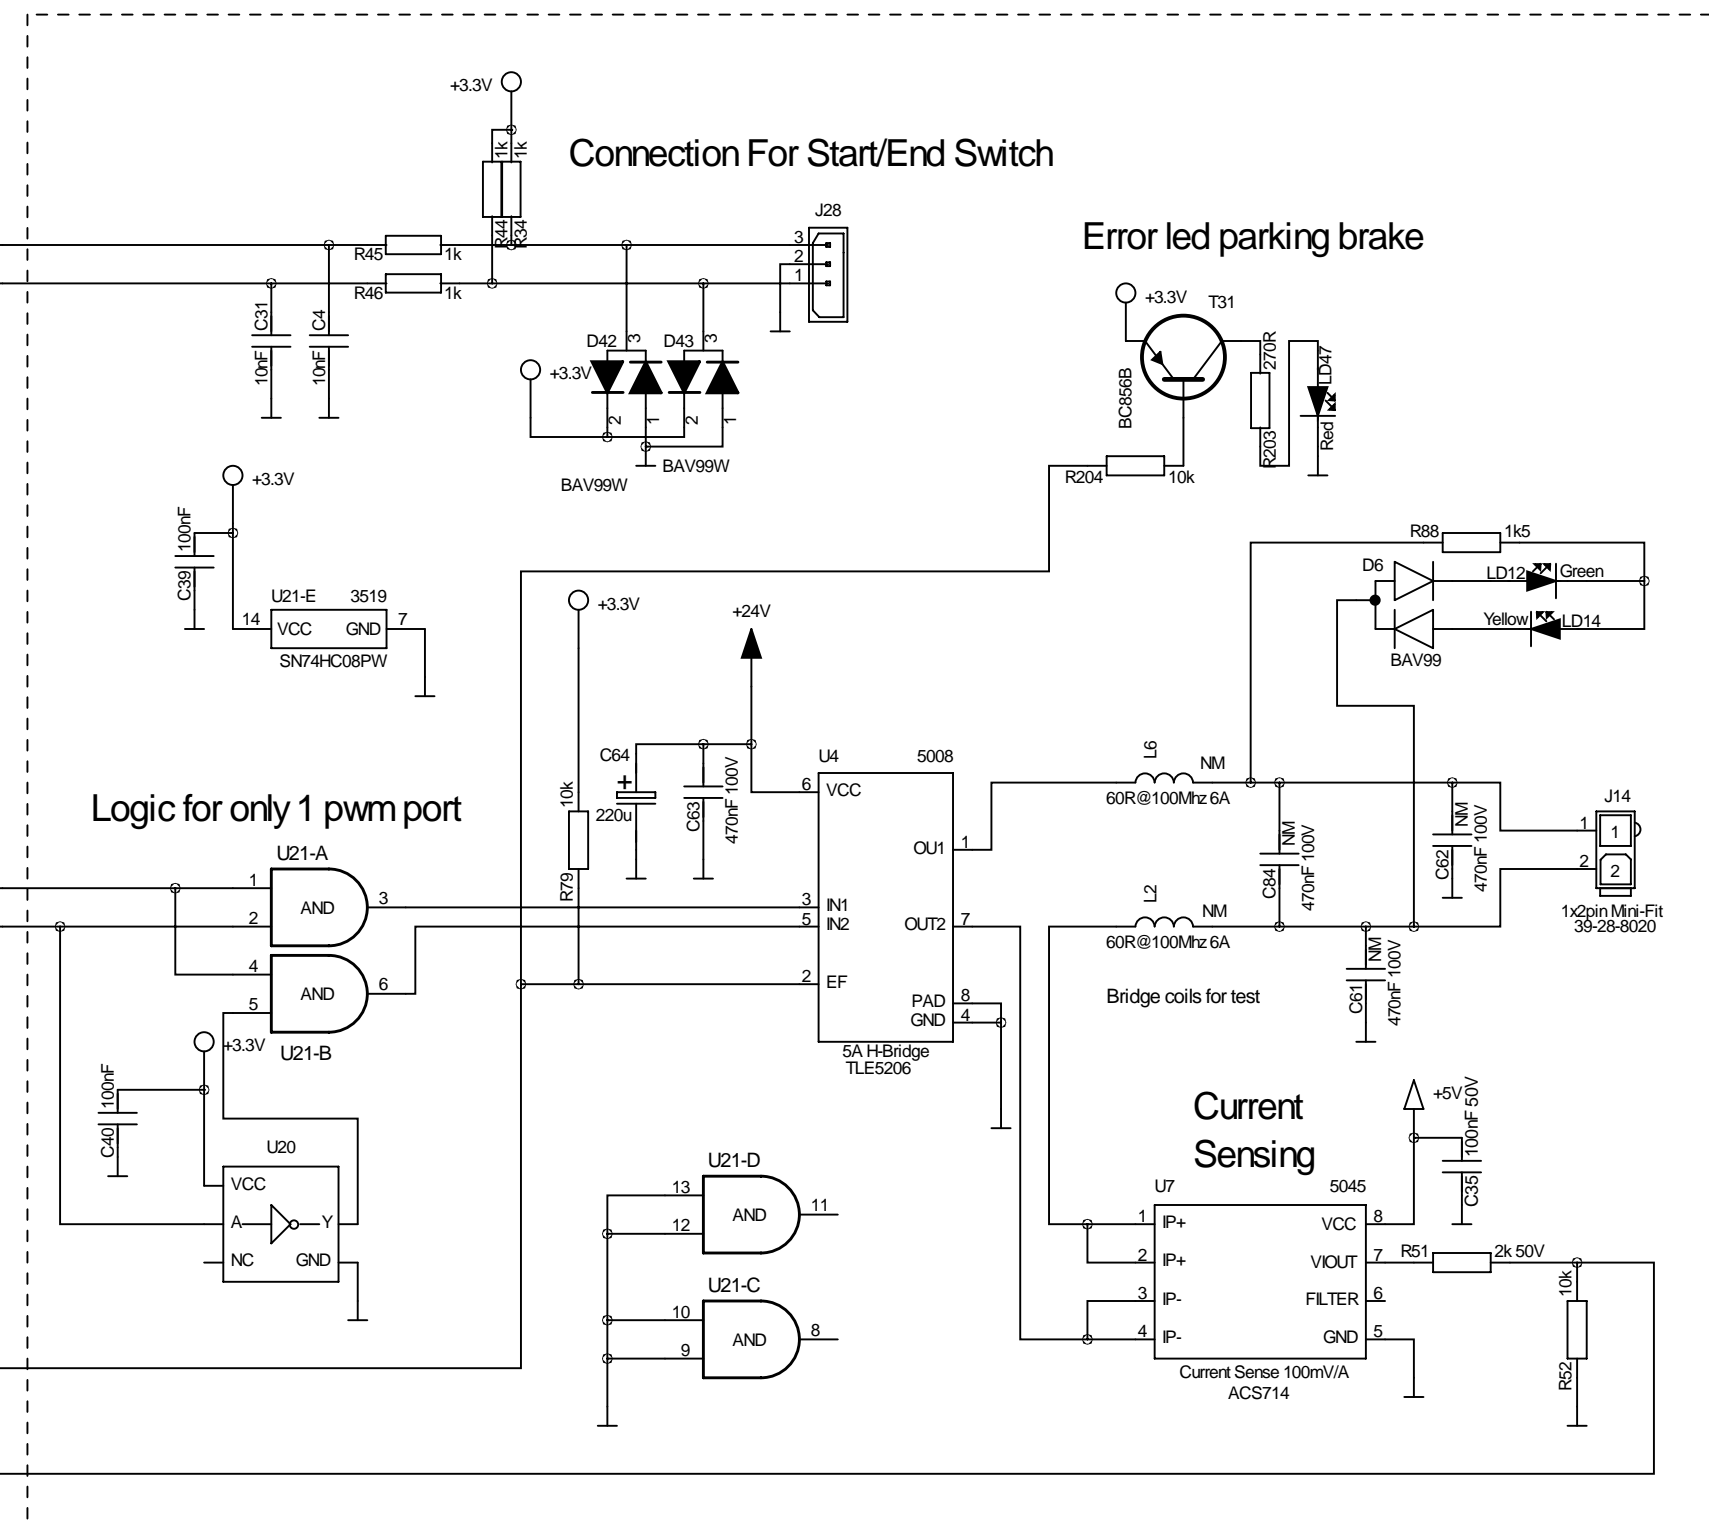 +3.3V
1k
1k
Connection For Start/End Switch
R44
R34
J28
R45
1k
3
2
1
R46
1k
Error led parking brake
C31
10nF
C4
10nF
D42
3
D43
3
+3.3V
2
1
2
1
BAV99W
BAV99W
+3.3V
T31
BC856B
270R
R203
LD47
Red
R204
10k
+3.3V
100nF
C39
U21-E
3519
14
VCC
GND
7
SN74HC08PW
R88
1k5
D6
LD12
Green
Yellow
LD14
BAV99
+3.3V
+24V
C64
+
220u
10k
R79
C63
470nF 100V
U4
5008
6
VCC
OU1
1
3
IN1
5
IN2
OUT2
7
2
EF
PAD
8
GND
4
5A H-Bridge
TLE5206
L6
NM
60R@100Mhz 6A
L2
NM
60R@100Mhz 6A
NM
C84
470nF 100V
NM
C62
470nF 100V
NM
C61
470nF 100V
J14
1
1
2
2
1x2pin Mini-Fit
39-28-8020
Bridge coils for test
Logic for only 1 pwm port
U21-A
1
2
AND
3
4
5
AND
6
U21-B
+3.3V
100nF
C40
U20
VCC
A
Y
NC
GND
U21-D
13
12
AND
11
U21-C
10
9
AND
8
Current
Sensing
+5V
100nF 50V
C35
U7
5045
1
IP+
VCC
8
2
IP+
VIOUT
7
3
IP-
FILTER
6
4
IP-
GND
5
Current Sense 100mV/A
ACS714
R51
2k 50V
10k
R52